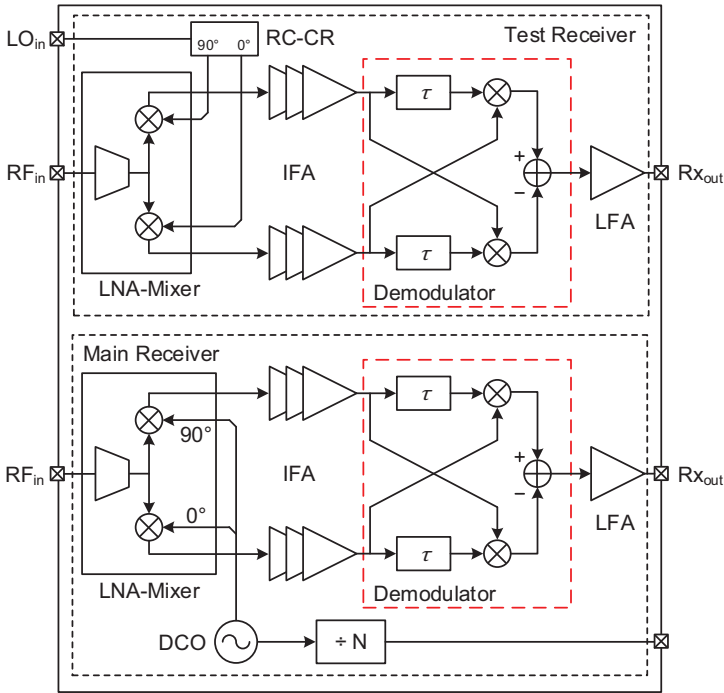 LO_in
90° 0°
RC-CR
Test Receiver
τ
+
−
RF_in
IFA
Rx_out
LFA
τ
LNA-Mixer
Demodulator
Main Receiver
τ
90°
+
−
RF_in
IFA
Rx_out
0°
LFA
τ
LNA-Mixer
Demodulator
DCO
÷ N